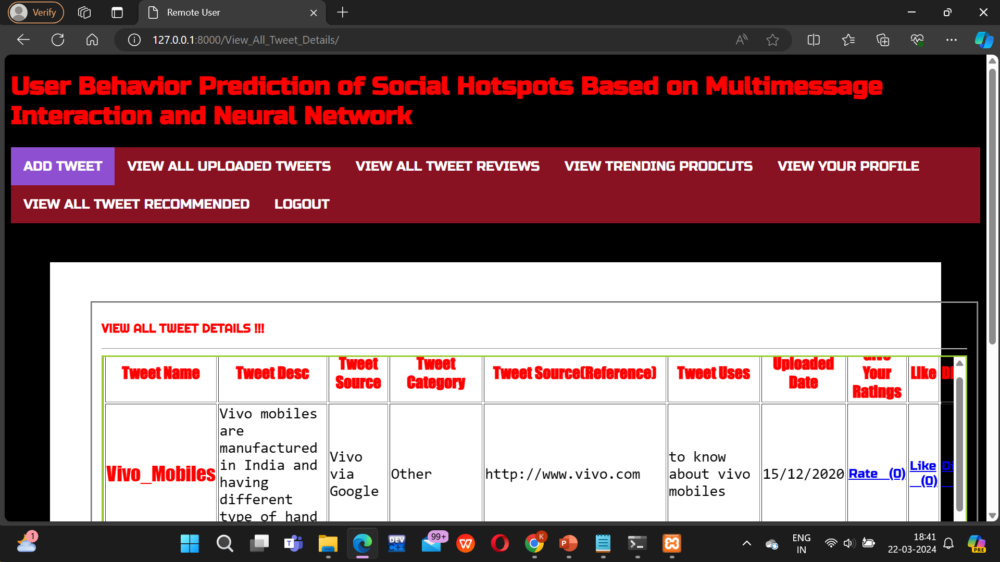 Verify
Remote User
127.0.0.1:8000/View_All_Tweet_Details/
User Behavior Prediction of Social Hotspots Based on Multimessage
Interaction and Neural Network
ADD TWEET VIEW ALL UPLOADED TWEETS VIEW ALL TWEET REVIEWS VIEW TRENDING PRODCUTS VIEW YOUR PROFILE
VIEW ALL TWEET RECOMMENDED LOGOUT
VIEW ALL TWEET DETAILS !!!
Tweet Name
Tweet Desc
Tweet
Source
Tweet
Category
Tweet Source(Reference)
Tweet Uses
Uploaded
Date
Give
Your
Ratings
Like
Vivo_Mobiles
Vivo mobiles
are
manufactured
in India and
having
different
type of hand
Vivo
via
Google
Other
http://www.vivo.com
to know
about vivo
mobiles
15/12/2020
Rate (0)
Like
(0)
1
T
DEV
C++
99+
W
K
P
ENG
IN
18:41
22-03-2024
PRE